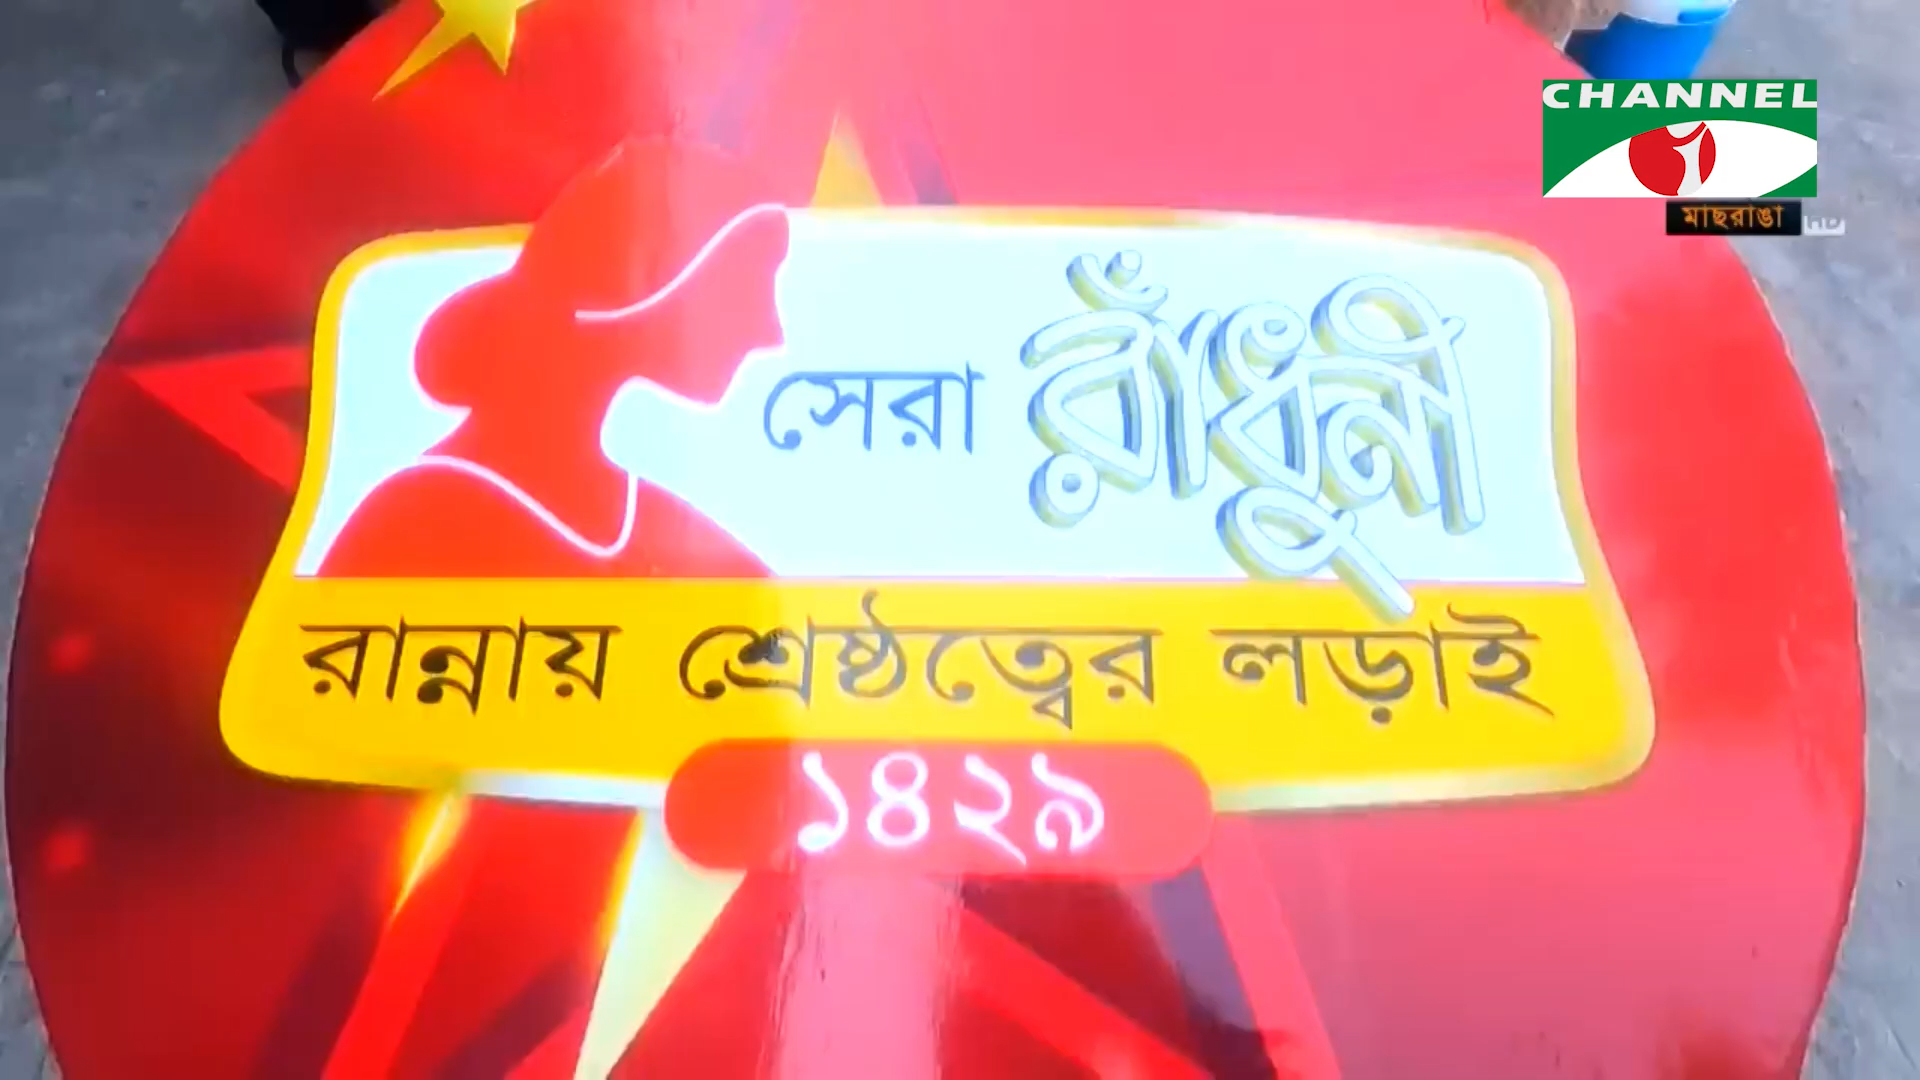 CHANNEL
i
মাছরাঙা HD
সেরা রাঁধুনী
রান্নায় শ্রেষ্ঠত্বের লড়াই
১৪২৯